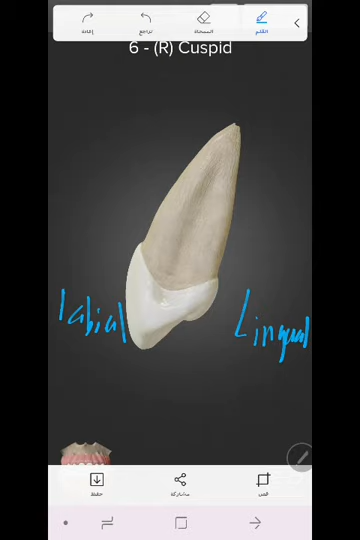 إعادة تراجع الممحاة القلم
6 - (R) Cuspid
labial Lingual
حفظ مشاركة قص